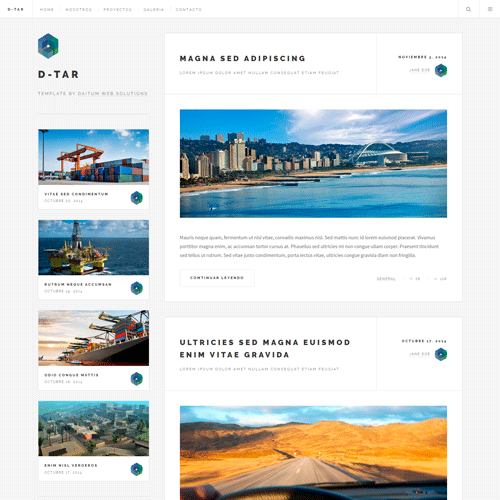 D-TAR
HOME
NOSOTROS
PROYECTOS
GALERIA
CONTACTO
D-TAR
TEMPLATE BY DAITUM WEB SOLUTIONS
VITAE SED CONDIMENTUM
OCTUBRE 20, 2014
RUTRUM NEQUE ACCUMSAN
OCTUBRE 19, 2014
ODIO CONGUE MATTIS
OCTUBRE 18, 2014
ENIM NISL VEROEROS
OCTUBRE 17, 2014
MAGNA SED ADIPISCING
LOREM IPSUM DOLOR AMET NULLAM CONSEQUAT ETIAM FEUGIAT
NOVIEMBRE 5, 2014
JANE DOE
Mauris neque quam, fermentum ut nisl vitae, convallis maximus nisl. Sed mattis nunc id lorem euismod placerat. Vivamus
porttitor magna enim, ac accumsan tortor cursus at. Phasellus sed ultricies mi non congue ullam corper. Praesent tincidunt
sed tellus ut rutrum. Sed vitae justo condimentum, porta lectus vitae, ultricies congue gravida diam non fringilla.
CONTINUAR LEYENDO
GENERAL
28
128
ULTRICIES SED MAGNA EUISMOD
ENIM VITAE GRAVIDA
LOREM IPSUM DOLOR AMET NULLAM CONSEQUAT ETIAM FEUGIAT
OCTUBRE 17, 2014
JANE DOE